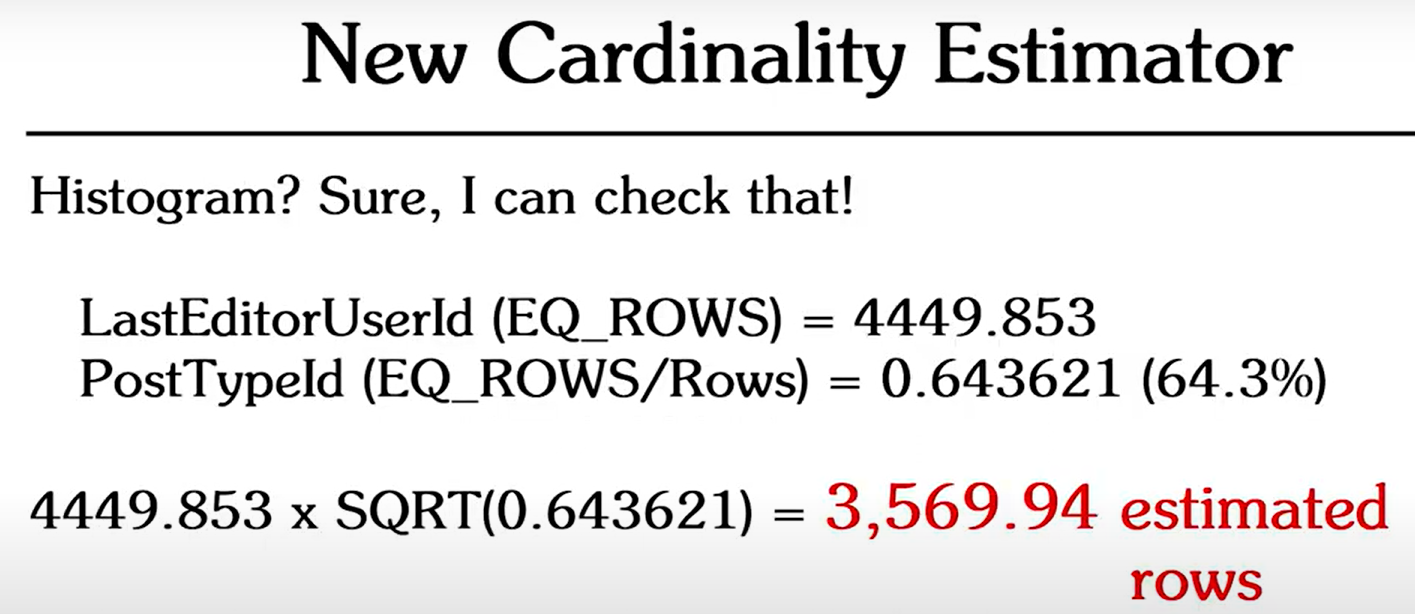 New Cardinality Estimator
Histogram? Sure, I can check that!
LastEditorUserId (EQ_ROWS) = 4449.853
PostTypeId (EQ_ROWS/Rows) = 0.643621 (64.3%)
4449.853 x SQRT(0.643621) = 3,569.94 estimated
rows